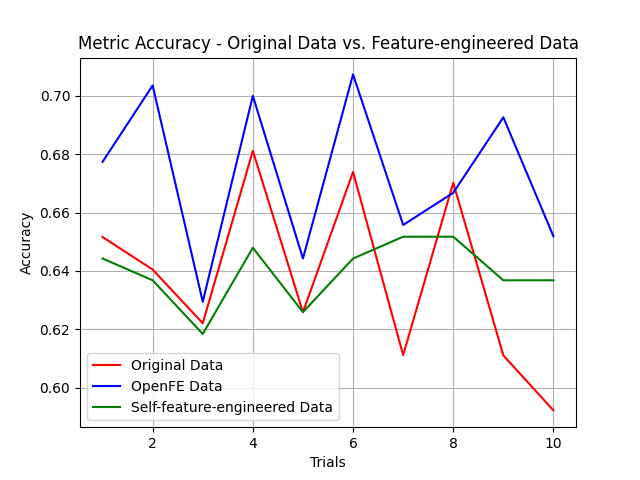 Metric Accuracy - Original Data vs. Feature-engineered Data
Accuracy
0.70
0.68
0.66
0.64
0.62
0.60
Original Data
OpenFE Data
Self-feature-engineered Data
2
4
6
8
10
Trials